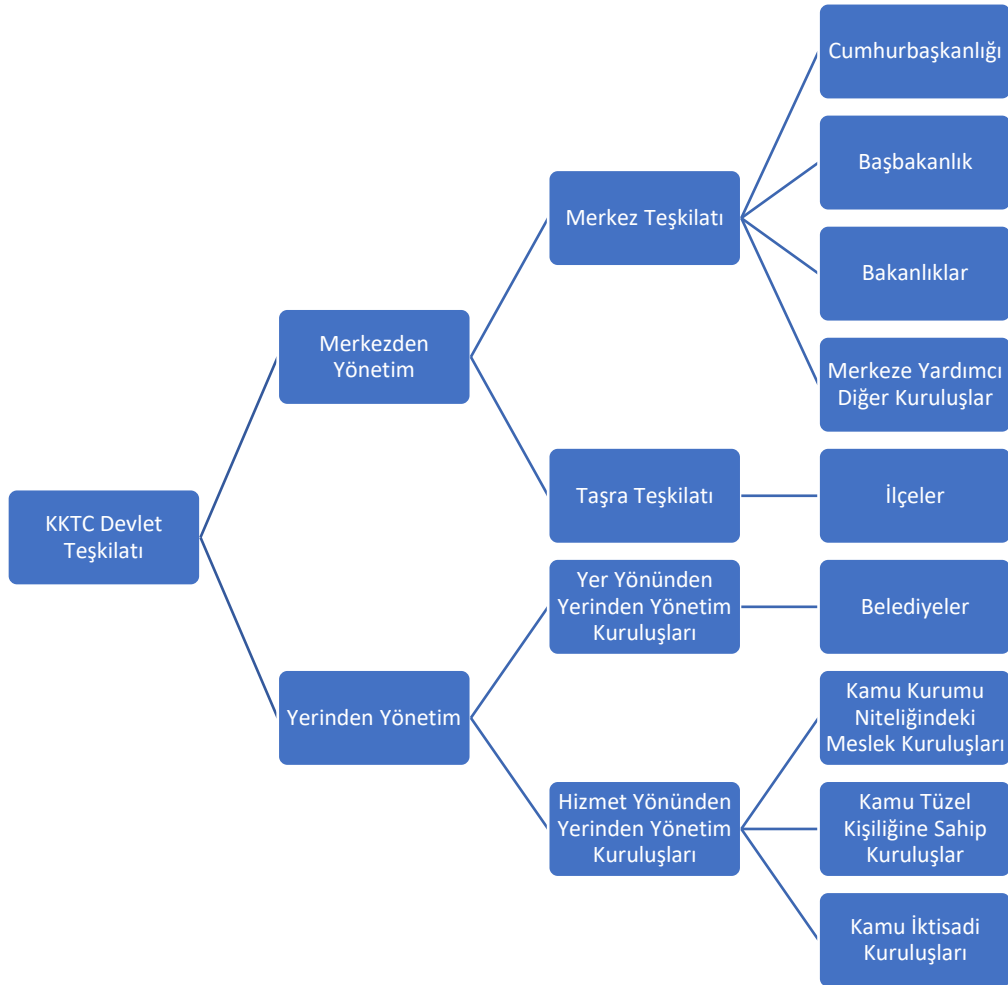 KKTC Devlet
Teşkilatı
Merkezden
Yönetim
Merkez Teşkilatı
Cumhurbaşkanlığı
Başbakanlık
Bakanlıklar
Merkeze Yardımcı
Diğer Kuruluşlar
Taşra Teşkilatı
İlçeler
Yerinden Yönetim
Yer Yönünden
Yerinden Yönetim
Kuruluşları
Belediyeler
Hizmet Yönünden
Yerinden Yönetim
Kuruluşları
Kamu Kurumu
Niteliğindeki
Meslek Kuruluşları
Kamu Tüzel
Kişiliğine Sahip
Kuruluşlar
Kamu İktisadi
Kuruluşları